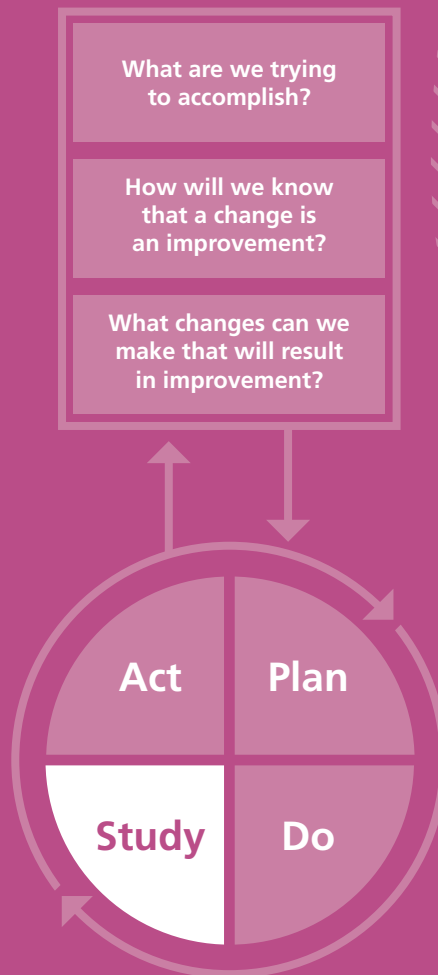 What are we trying
to accomplish?
How will we know
that a change is
an improvement?
What changes can we
make that will result
in improvement?
Act
Plan
Study
Do